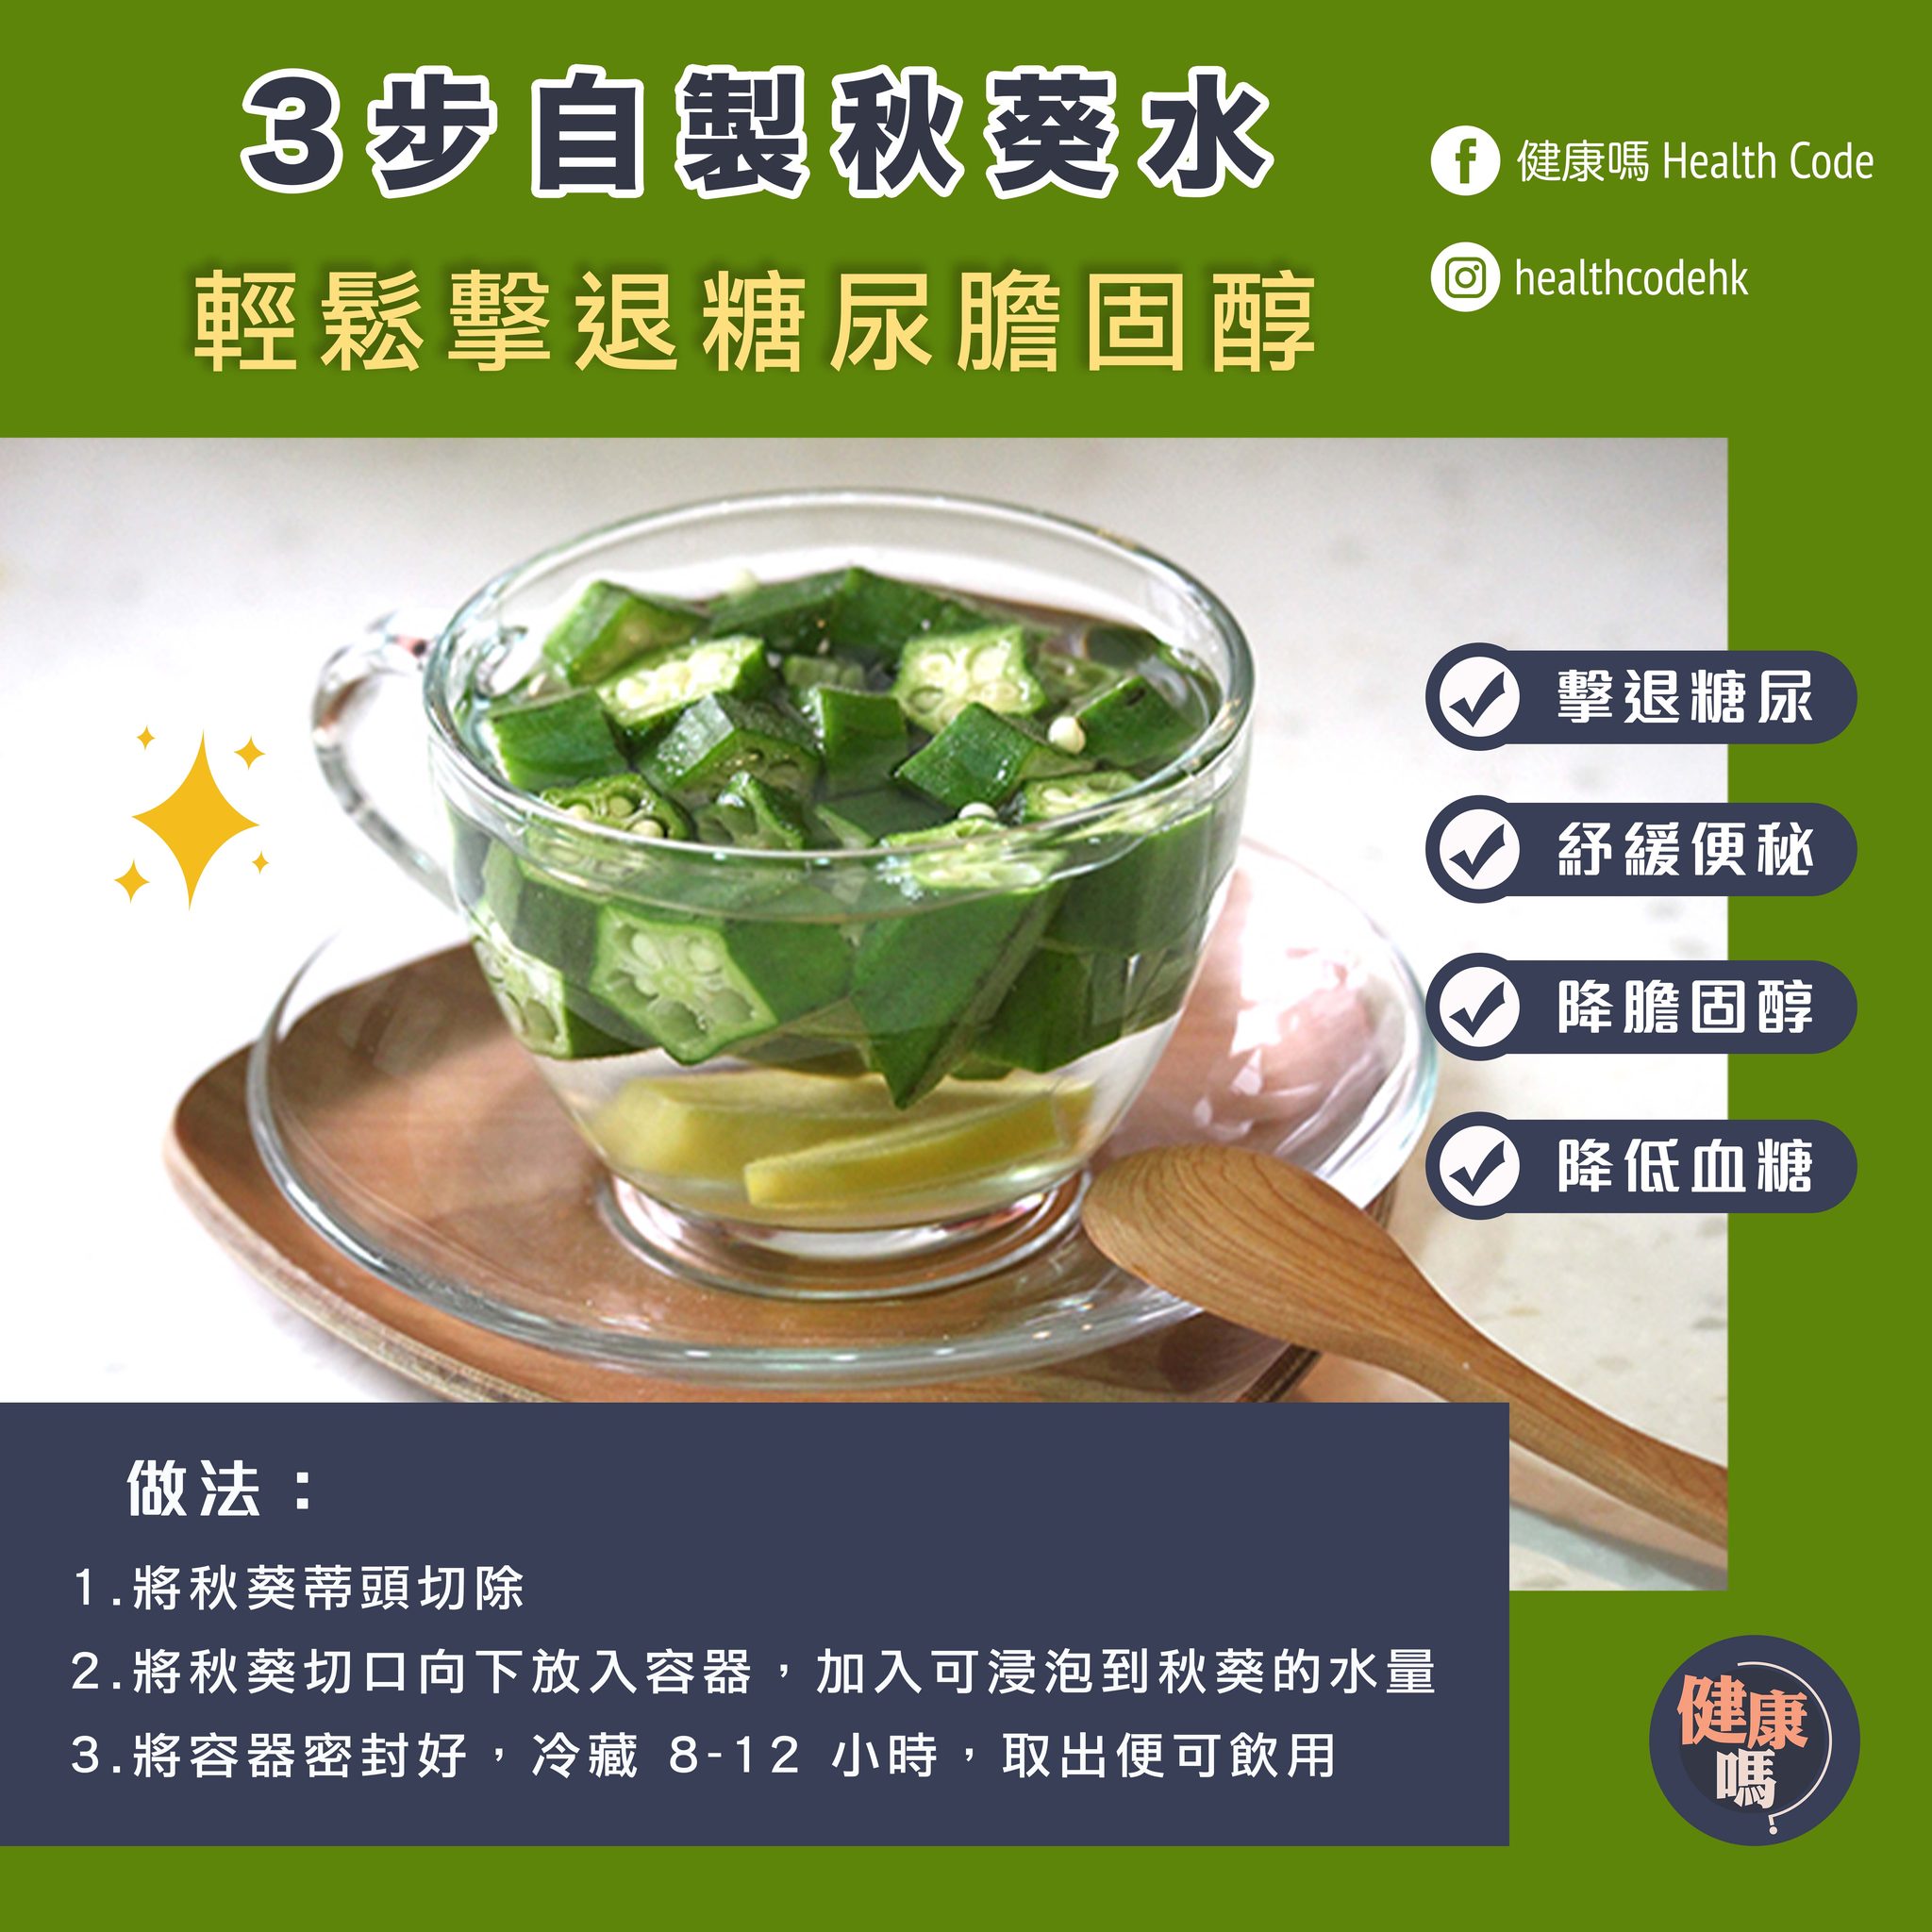 3步自製秋葵水
輕鬆擊退糖尿膽固醇
健康嗎 Health Code
healthcodehk
擊退糖尿
紓緩便秘
降膽固醇
降低血糖
做法：
1.將秋葵蒂頭切除
2.將秋葵切口向下放入容器，加入可浸泡到秋葵的水量
3.將容器密封好，冷藏 8-12 小時，取出便可飲用
健康
嗎